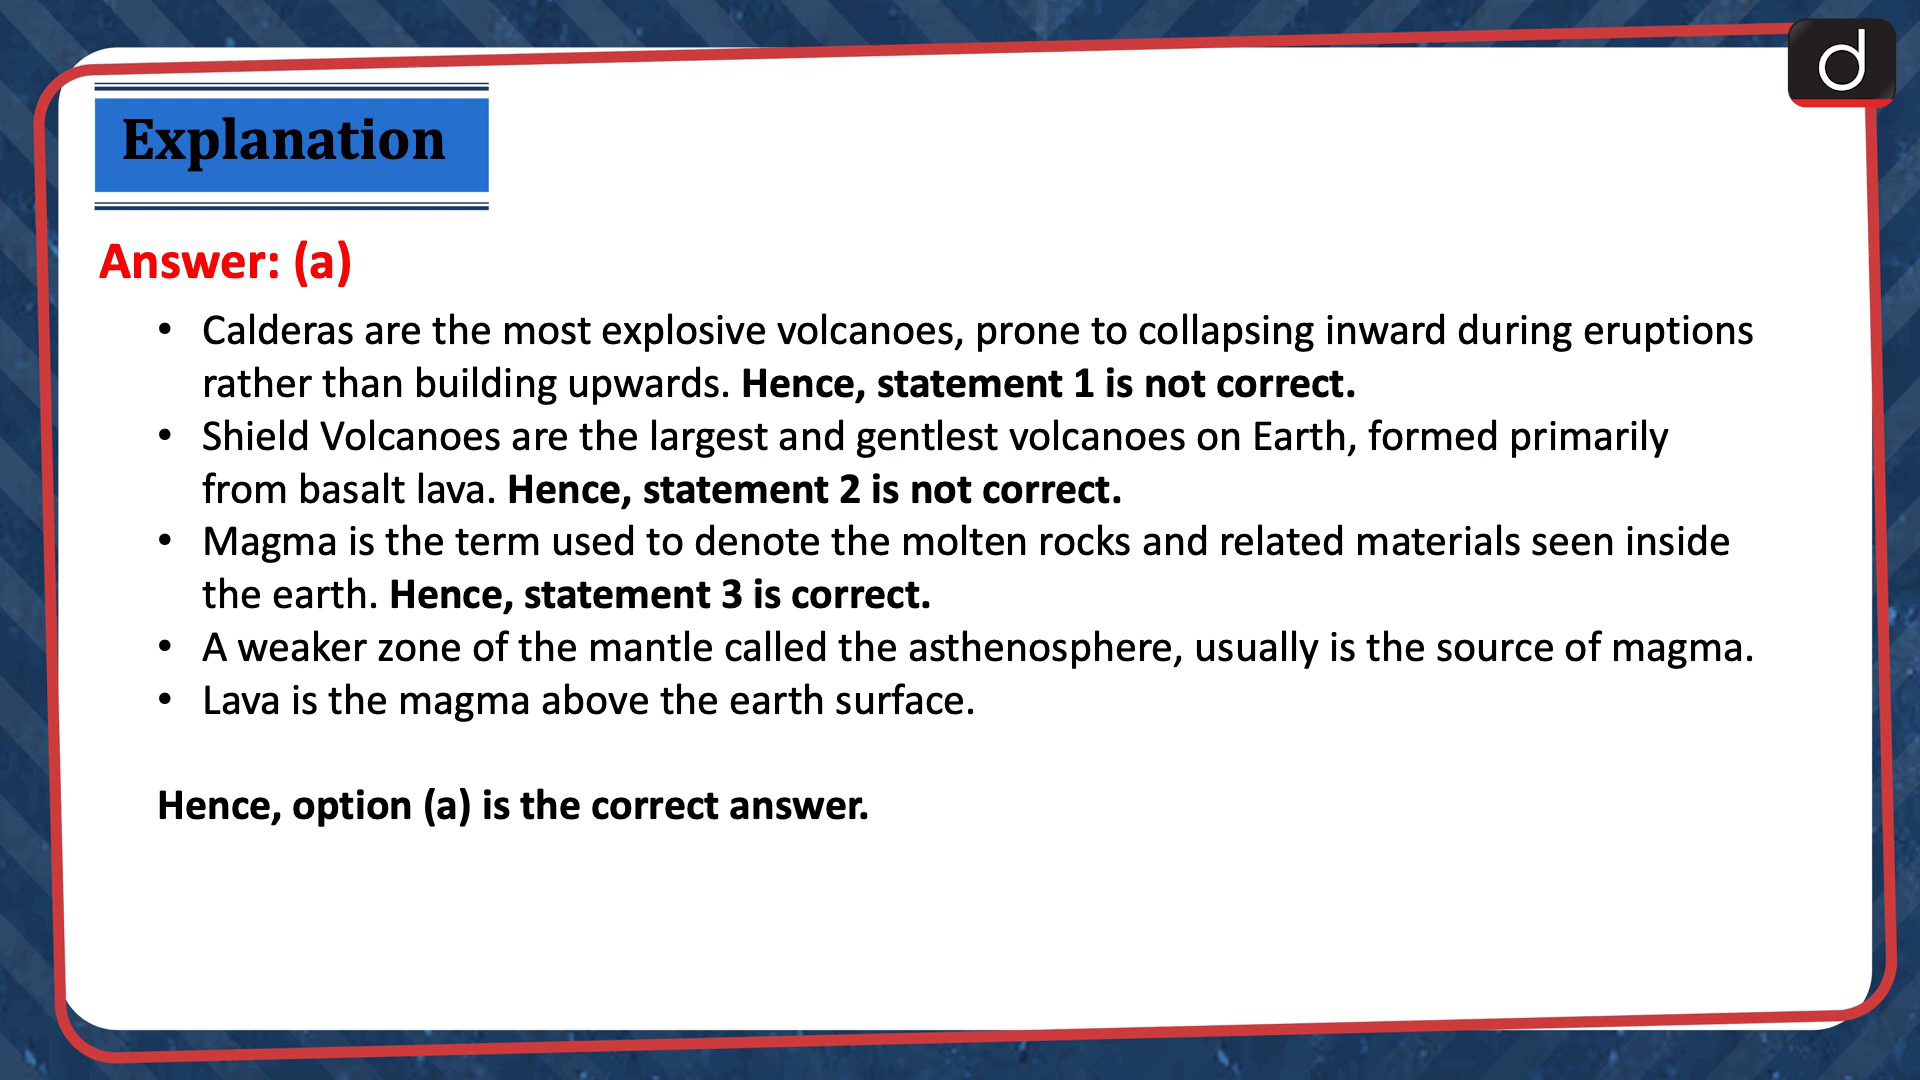 d
Explanation
Answer: (a)
• Calderas are the most explosive volcanoes, prone to collapsing inward during eruptions
rather than building upwards. Hence, statement 1 is not correct.
• Shield Volcanoes are the largest and gentlest volcanoes on Earth, formed primarily
from basalt lava. Hence, statement 2 is not correct.
• Magma is the term used to denote the molten rocks and related materials seen inside
the earth. Hence, statement 3 is correct.
• A weaker zone of the mantle called the asthenosphere, usually is the source of magma.
• Lava is the magma above the earth surface.
Hence, option (a) is the correct answer.